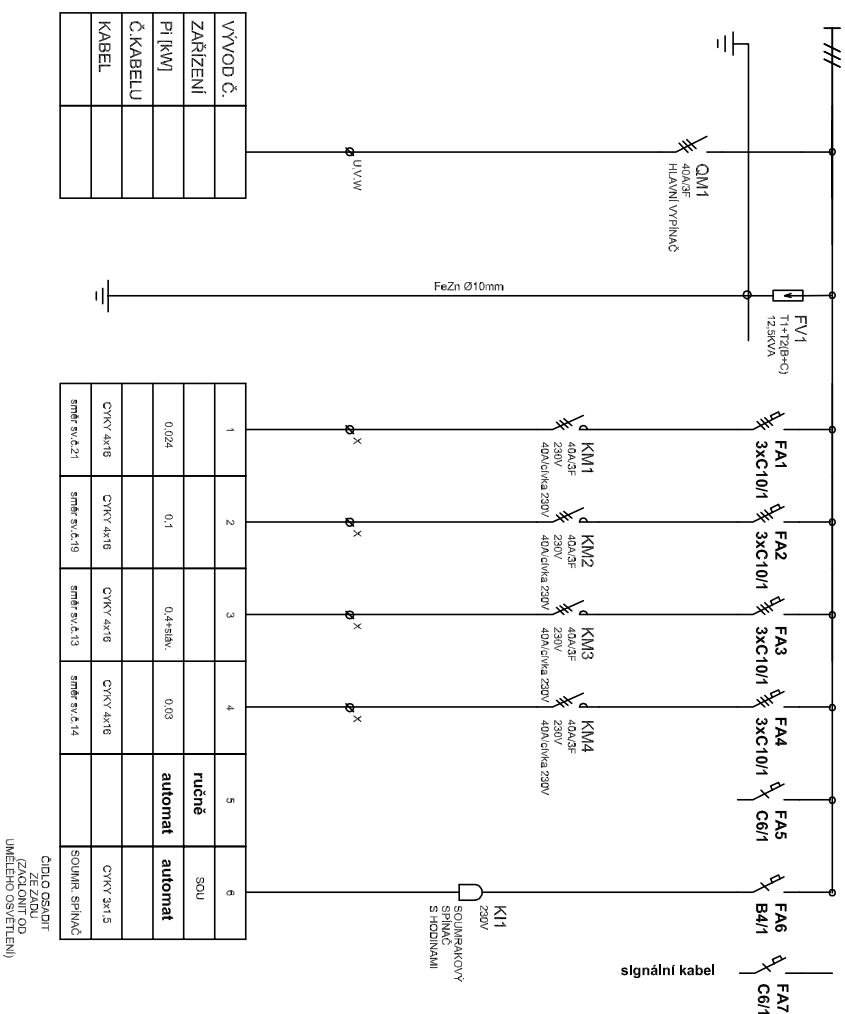 VÝVOD Č.
ZAŘÍZENÍ
Pi [kW]
Č.KABELU
KABEL
U,V,W
QM1
40A/3F
HLAVNÍ VYPÍNAČ
FeZn Ø10mm
FV1
T1+T2(B+C)
12,5KVA
1
0,024
CYKY 4x16
směr sv.č.21
X
KM1
40A/3F
230V
40A/cívka 230V
FA1
3xC10/1
2
0,1
CYKY 4x16
směr sv.č.19
X
KM2
40A/3F
230V
40A/cívka 230V
FA2
3xC10/1
3
0,4+stáv.
CYKY 4x16
směr sv.č.13
X
KM3
40A/3F
230V
40A/cívka 230V
FA3
3xC10/1
4
0,03
CYKY 4x16
směr sv.č.14
X
KM4
40A/3F
230V
40A/cívka 230V
FA4
3xC10/1
5
ručně
automat
FA5
C6/1
6
SOU
automat
CYKY 3x1,5
SOUMR. SPÍNAČ
ČIDLO OSADIT
ZE ZADU
(ZACLONIT OD
UMĚLÉHO OSVĚTLENÍ)
KI1
230V
SOUMRAKOVÝ
SPÍNAČ
S HODINAMI
FA6
B4/1
signální kabel
FA7
C6/1